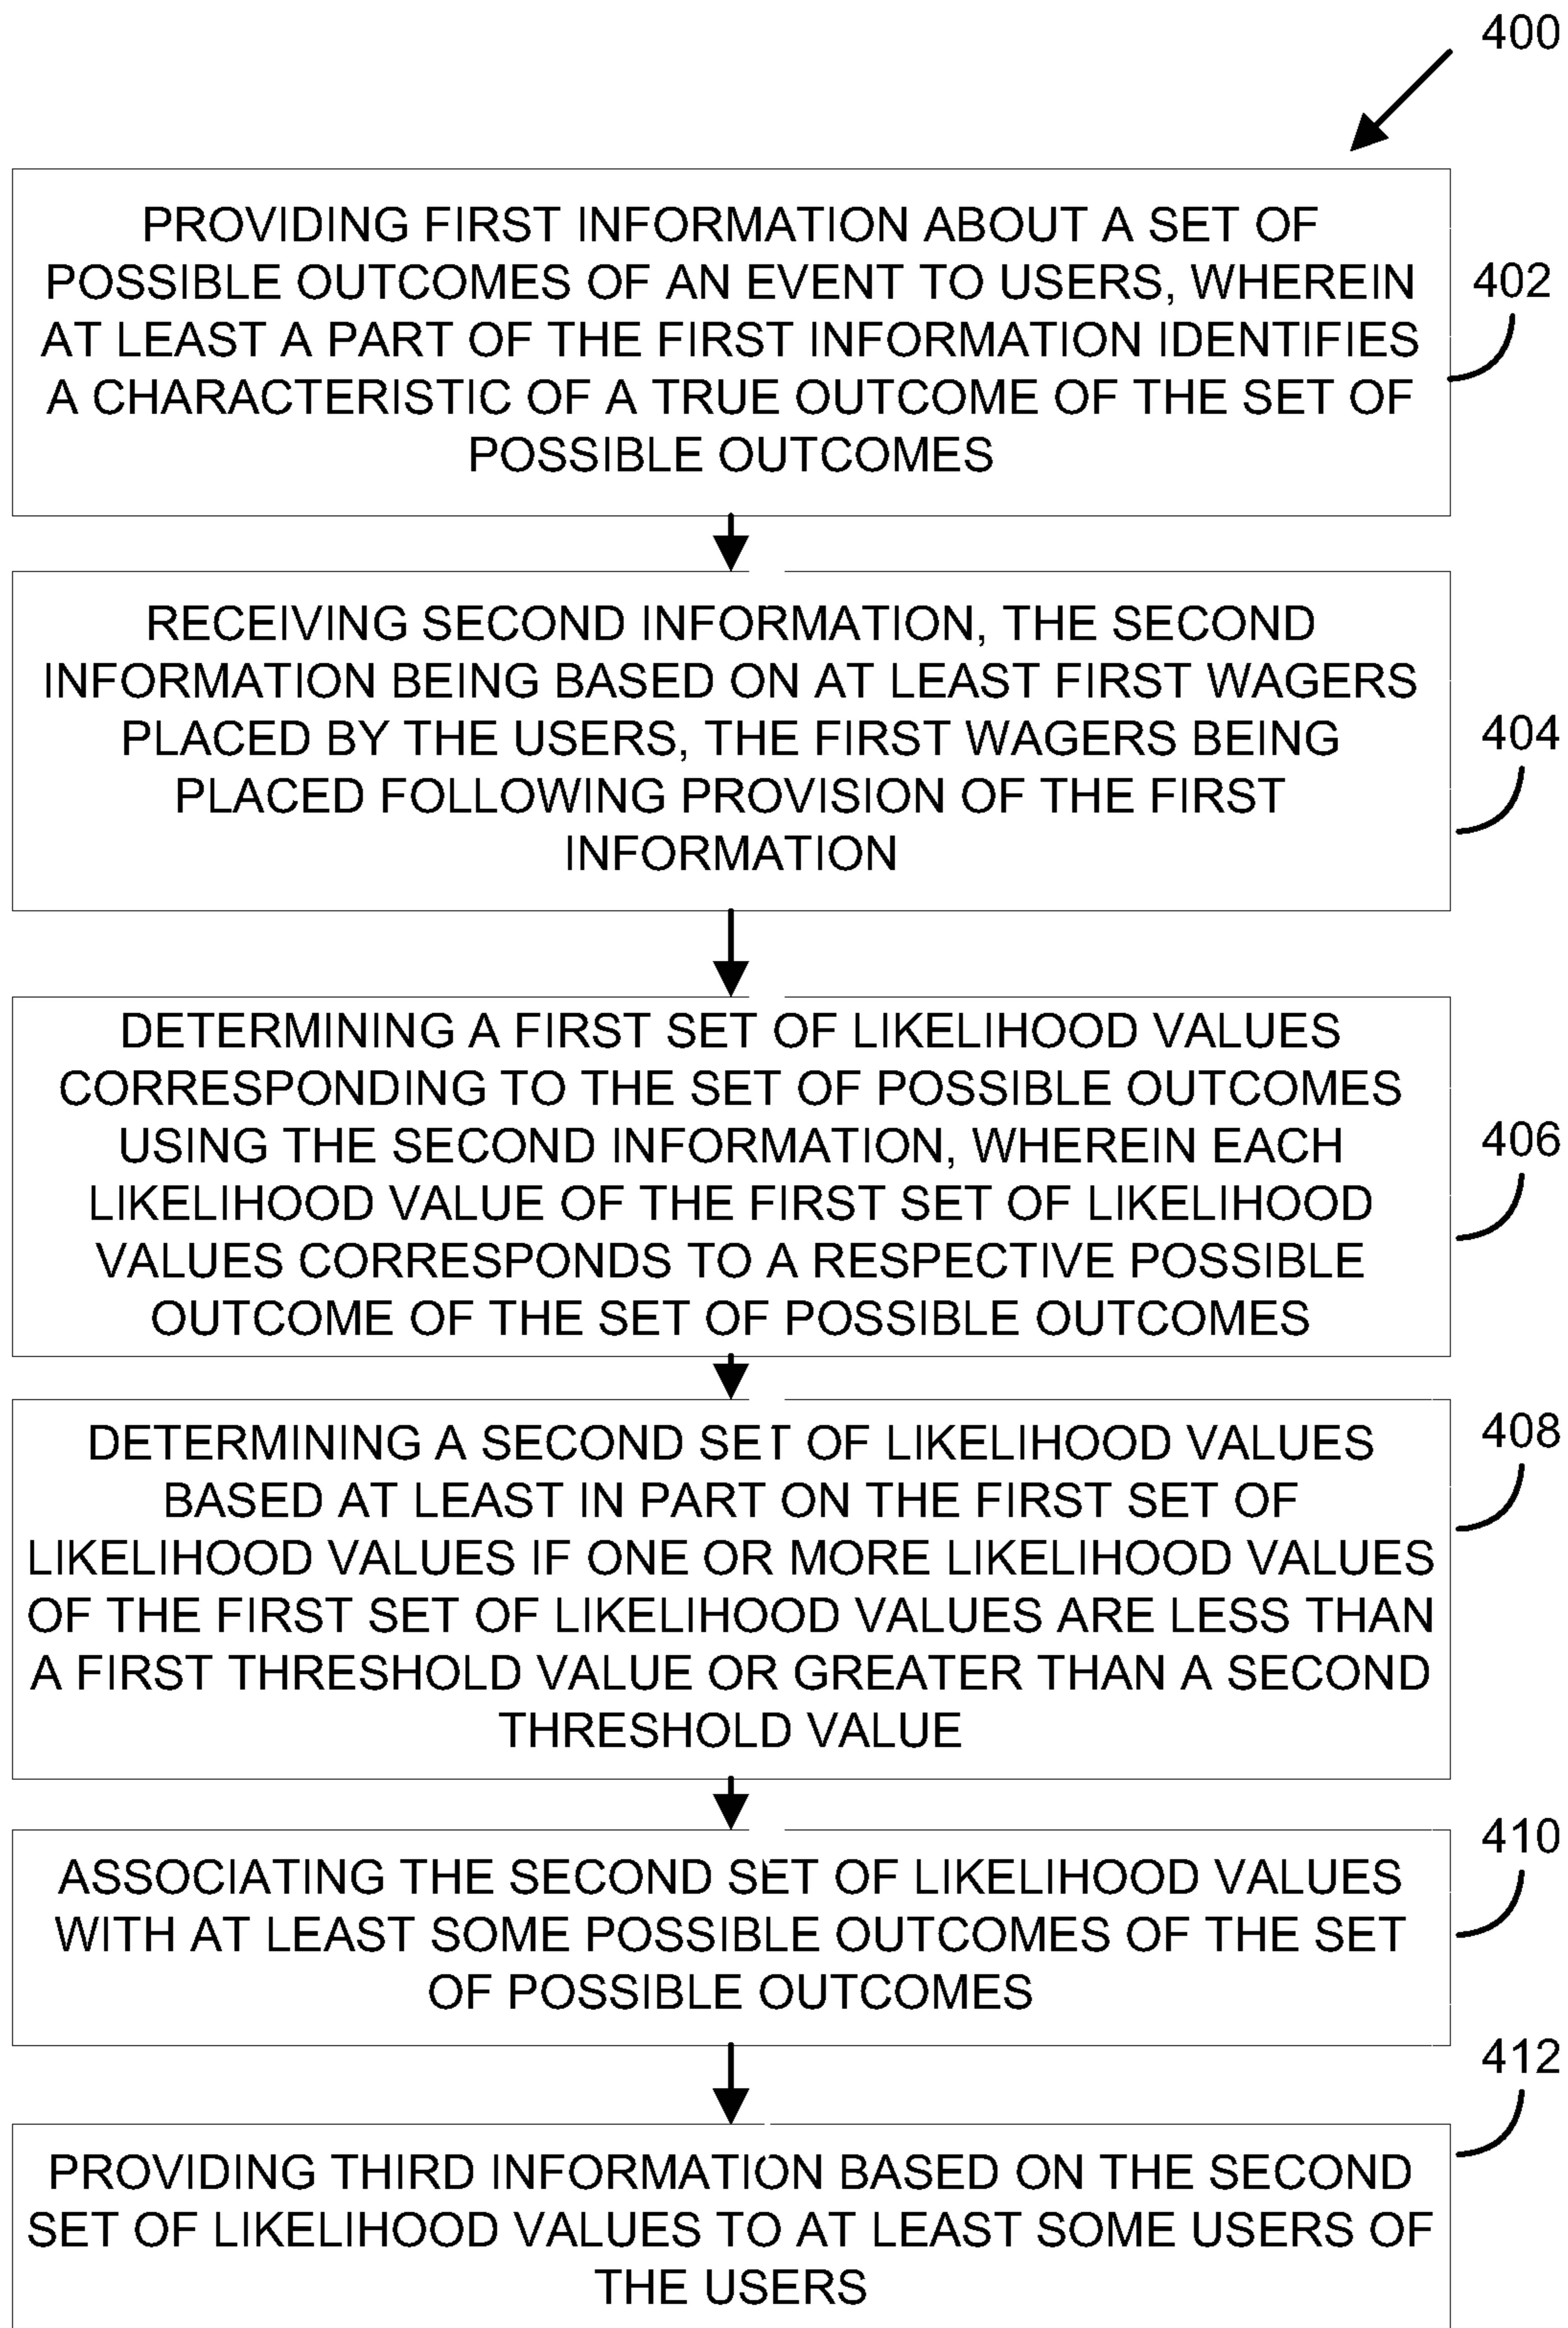 400
PROVIDING FIRST INFORMATION ABOUT A SET OF
POSSIBLE OUTCOMES OF AN EVENT TO USERS, WHEREIN
AT LEAST A PART OF THE FIRST INFORMATION IDENTIFIES
A CHARACTERISTIC OF A TRUE OUTCOME OF THE SET OF
POSSIBLE OUTCOMES
402
RECEIVING SECOND INFORMATION, THE SECOND
INFORMATION BEING BASED ON AT LEAST FIRST WAGERS
PLACED BY THE USERS, THE FIRST WAGERS BEING
PLACED FOLLOWING PROVISION OF THE FIRST
INFORMATION
404
DETERMINING A FIRST SET OF LIKELIHOOD VALUES
CORRESPONDING TO THE SET OF POSSIBLE OUTCOMES
USING THE SECOND INFORMATION, WHEREIN EACH
LIKELIHOOD VALUE OF THE FIRST SET OF LIKELIHOOD
VALUES CORRESPONDS TO A RESPECTIVE POSSIBLE
OUTCOME OF THE SET OF POSSIBLE OUTCOMES
406
DETERMINING A SECOND SET OF LIKELIHOOD VALUES
BASED AT LEAST IN PART ON THE FIRST SET OF
LIKELIHOOD VALUES IF ONE OR MORE LIKELIHOOD VALUES
OF THE FIRST SET OF LIKELIHOOD VALUES ARE LESS THAN
A FIRST THRESHOLD VALUE OR GREATER THAN A SECOND
THRESHOLD VALUE
408
ASSOCIATING THE SECOND SET OF LIKELIHOOD VALUES
WITH AT LEAST SOME POSSIBLE OUTCOMES OF THE SET
OF POSSIBLE OUTCOMES
410
PROVIDING THIRD INFORMATION BASED ON THE SECOND
SET OF LIKELIHOOD VALUES TO AT LEAST SOME USERS OF
THE USERS
412